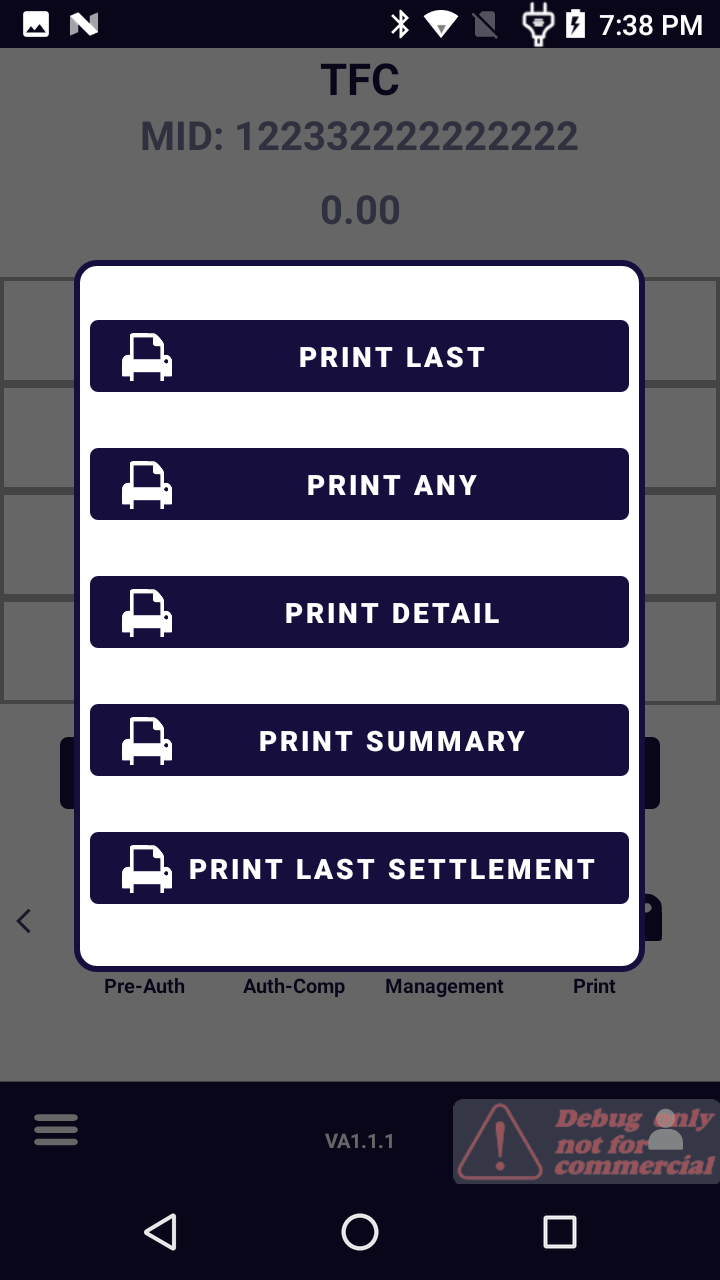 7:38 PM
TFC
MID: 122332222222222
0.00
PRINT LAST
PRINT ANY
PRINT DETAIL
PRINT SUMMARY
PRINT LAST SETTLEMENT
Pre-Auth Auth-Comp Management Print
VA1.1.1
Debug only
not for
commercial